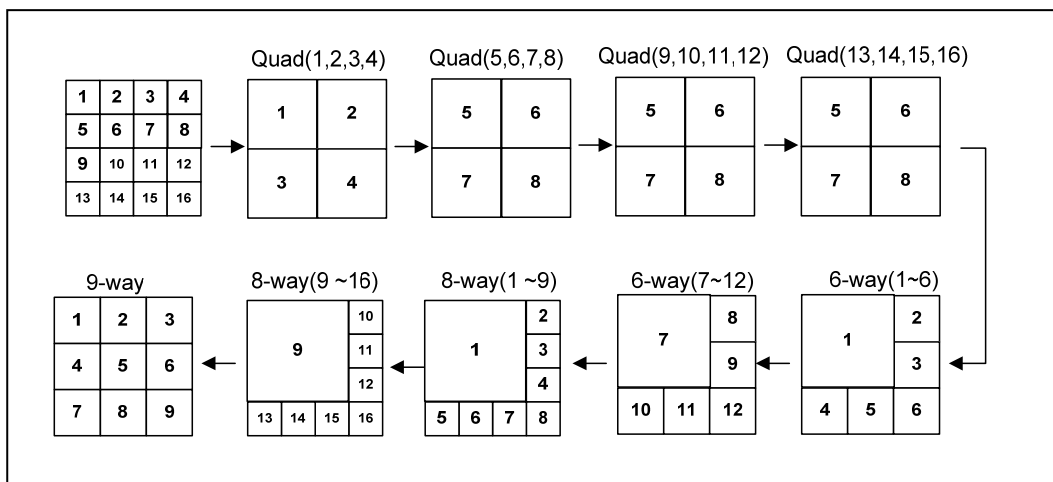 Quad(1,2,3,4)
Quad(5,6,7,8)
Quad(9,10,11,12)
Quad(13,14,15,16)
1 2 3 4
5 6 7 8
9 10 11 12
13 14 15 16
1 2
3 4
5 6
7 8
5 6
7 8
5 6
7 8
9-way
8-way(9 ~16)
8-way(1 ~9)
6-way(7~12)
6-way(1~6)
1 2 3
4 5 6
7 8 9
9
10
11
12
13 14 15 16
1
2
3
4
5 6 7 8
7
8
9
10 11 12
1
2
3
4 5 6